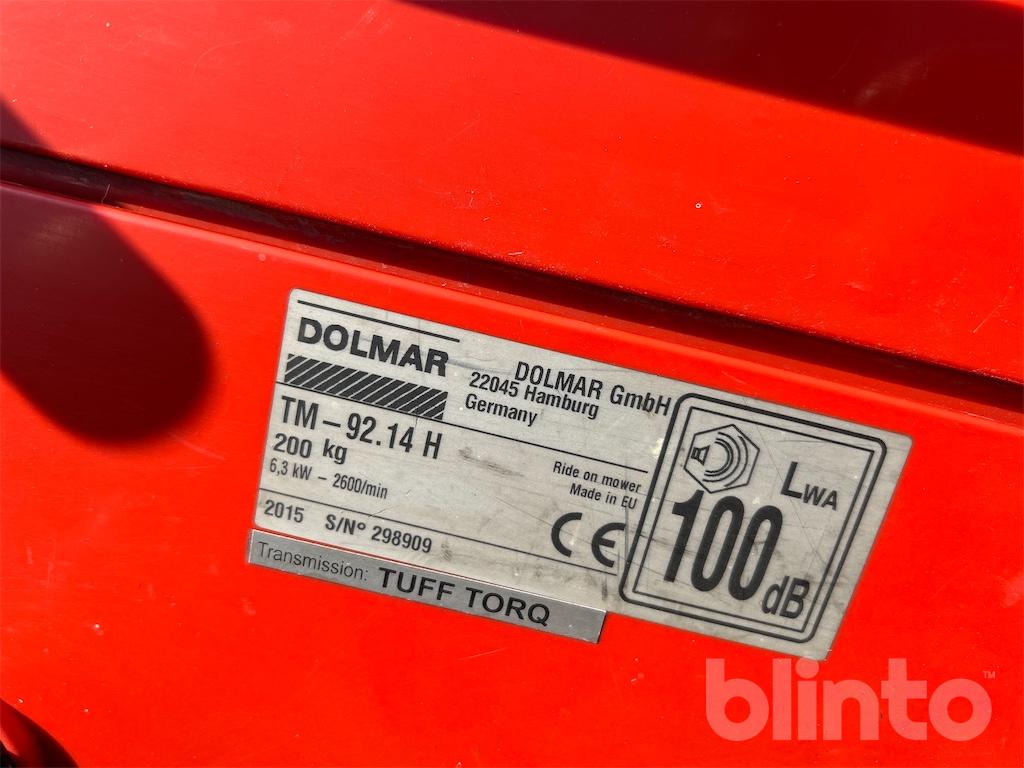 DOLMAR
DOLMAR GmbH
22045 Hamburg
Germany
TM-92.14 H
200 kg
6,3 kW - 2600/min
Ride on mower
Made in EU
CE
2015 S/N° 298909
LWA
100 dB
Transmission: TUFF TORQ
blinto™